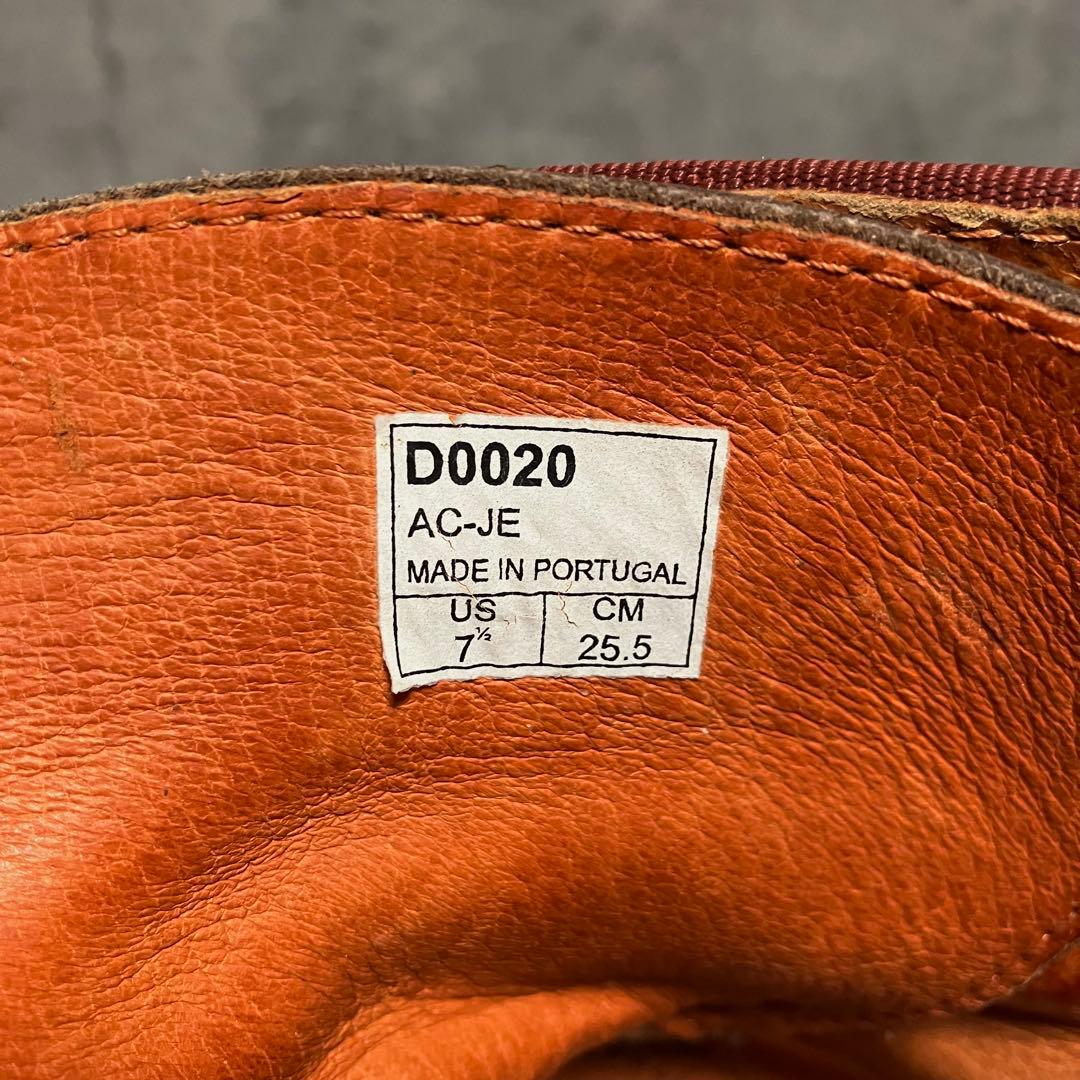 D0020
AC-JE
MADE IN PORTUGAL
US CM
7½ 25.5